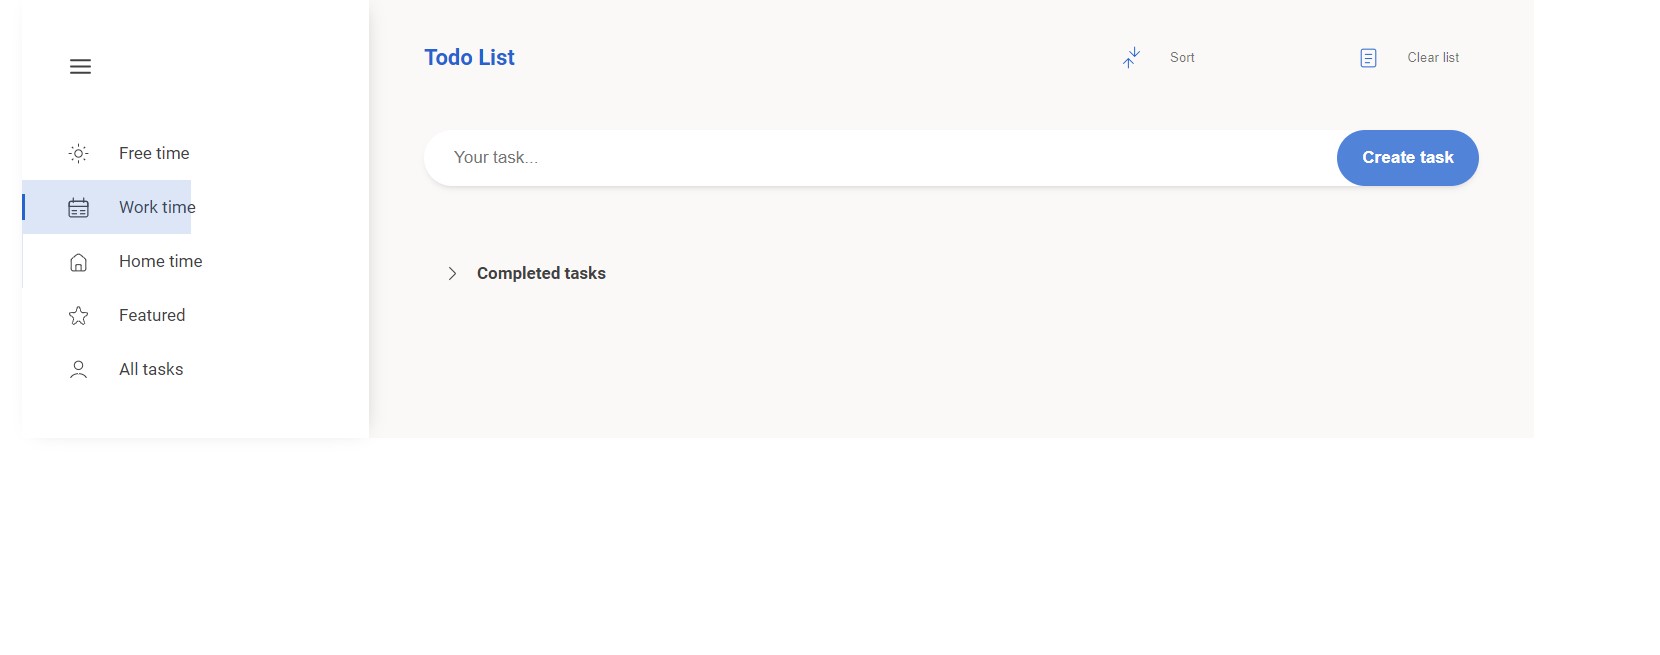 Todo List
Sort
Clear list
Free time
Work time
Home time
Featured
All tasks
Your task...
Create task
Completed tasks